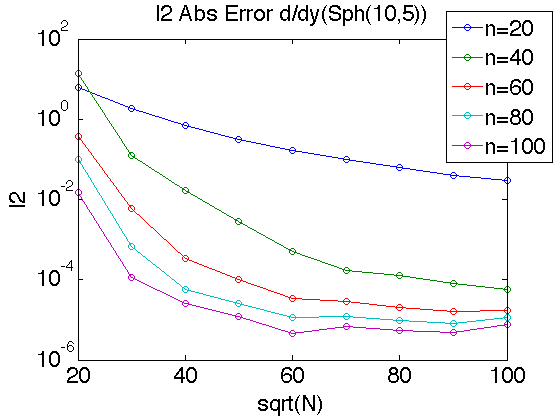 l2 Abs Error d/dy(Sph(10,5))
n=20
n=40
n=60
n=80
n=100
l2
10^2
10^0
10^-2
10^-4
10^-6
20 40 60 80 100
sqrt(N)